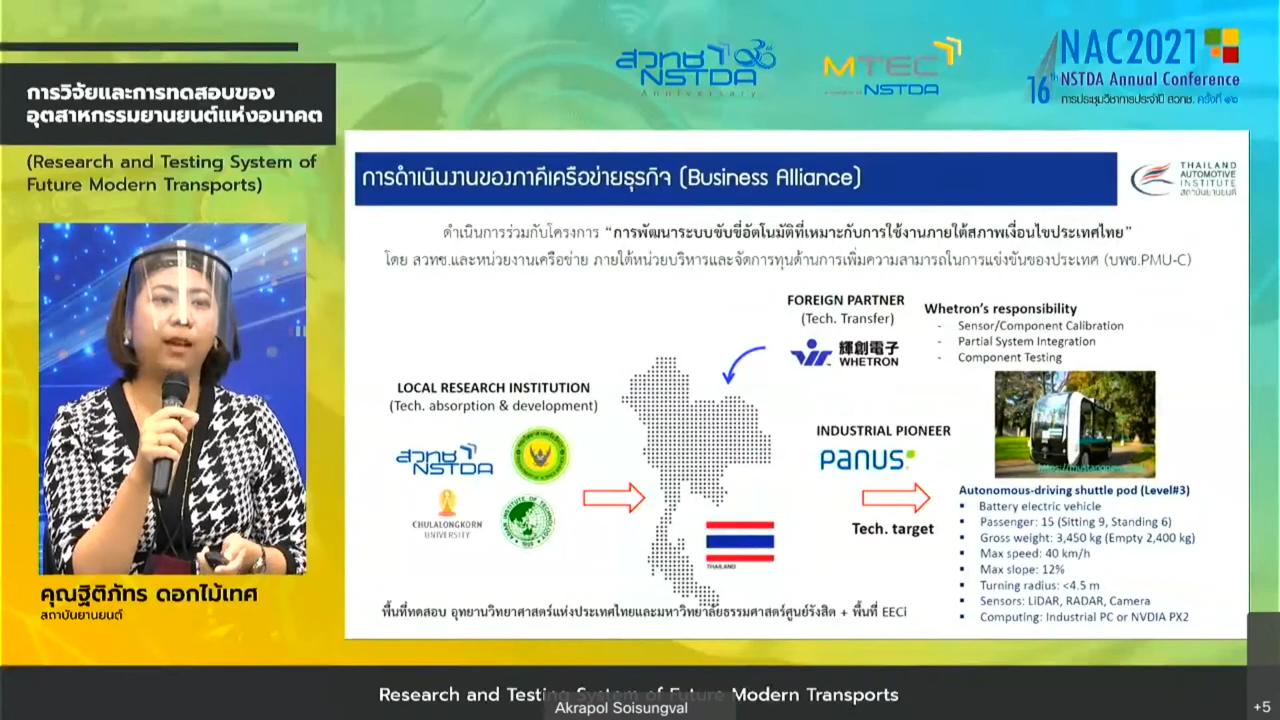 สวทช
NSTDA
Anniversary
MTEC
NSTDA
NAC2021
16th NSTDA Annual Conference
การประชุมวิชาการประจำปี สวทช. ครั้งที่ ๑๖
การวิจัยและการทดสอบของ
อุตสาหกรรมยานยนต์แห่งอนาคต
(Research and Testing System of
Future Modern Transports)
การดำเนินงานของภาคีเครือข่ายธุรกิจ (Business Alliance)
THAILAND
AUTOMOTIVE
INSTITUTE
สถาบันยานยนต์
ดำเนินการร่วมกับโครงการ “การพัฒนาระบบขับขี่อัตโนมัติที่เหมาะกับการใช้งานภายใต้สภาพเงื่อนไขประเทศไทย”
โดย สวทช.และหน่วยงานเครือข่าย ภายใต้หน่วยบริหารและจัดการทุนด้านการเพิ่มความสามารถในการแข่งขันของประเทศ (บพข.PMU-C)
FOREIGN PARTNER
(Tech. Transfer)
輝創電子
WHETRON
Whetron’s responsibility
- Sensor/Component Calibration
- Partial System Integration
- Component Testing
LOCAL RESEARCH INSTITUTION
(Tech. absorption & development)
สวทช
NSTDA
CHULALONGKORN
UNIVERSITY
INDUSTRIAL PIONEER
PANUS
Tech. target
THAILAND
Autonomous-driving shuttle pod (Level#3)
▪ Battery electric vehicle
▪ Passenger: 15 (Sitting 9, Standing 6)
▪ Gross weight: 3,450 kg (Empty 2,400 kg)
▪ Max speed: 40 km/h
▪ Max slope: 12%
▪ Turning radius: <4.5 m
▪ Sensors: LiDAR, RADAR, Camera
▪ Computing: Industrial PC or NVDIA PX2
พื้นที่ทดสอบ อุทยานวิทยาศาสตร์แห่งประเทศไทยและมหาวิทยาลัยธรรมศาสตร์ศูนย์รังสิต + พื้นที่ EECi
คุณฐิติภัทร ดอกไม้เทศ
สถาบันยานยนต์
Research and Testing System of Future Modern Transports
Akrapol Soisungval
+5